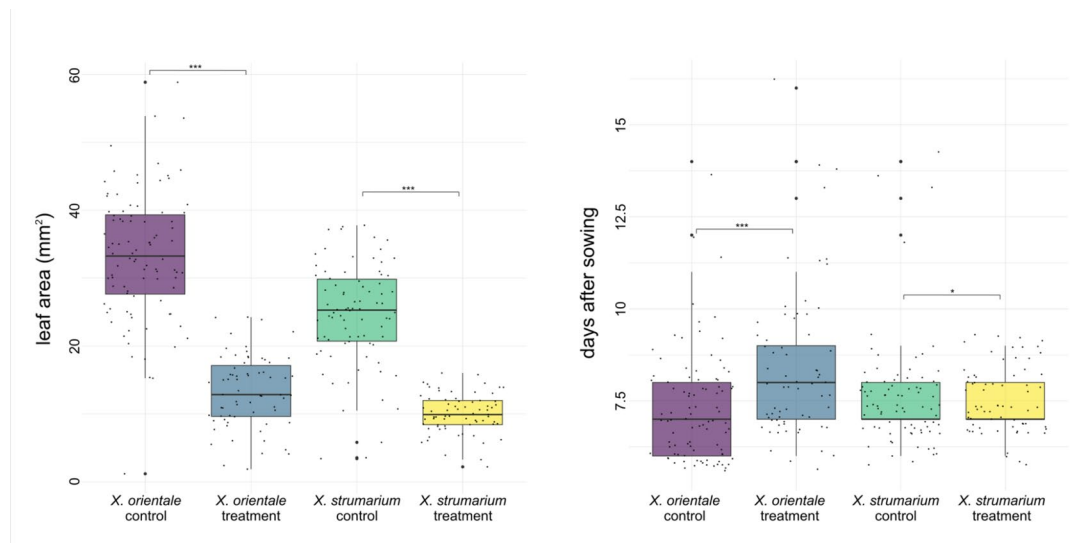 60
40
20
0
leaf area (mm²)
***
***
X. orientale
control
X. orientale
treatment
X. strumarium
control
X. strumarium
treatment
15
12.5
10
7.5
days after sowing
***
*
X. orientale
control
X. orientale
treatment
X. strumarium
control
X. strumarium
treatment